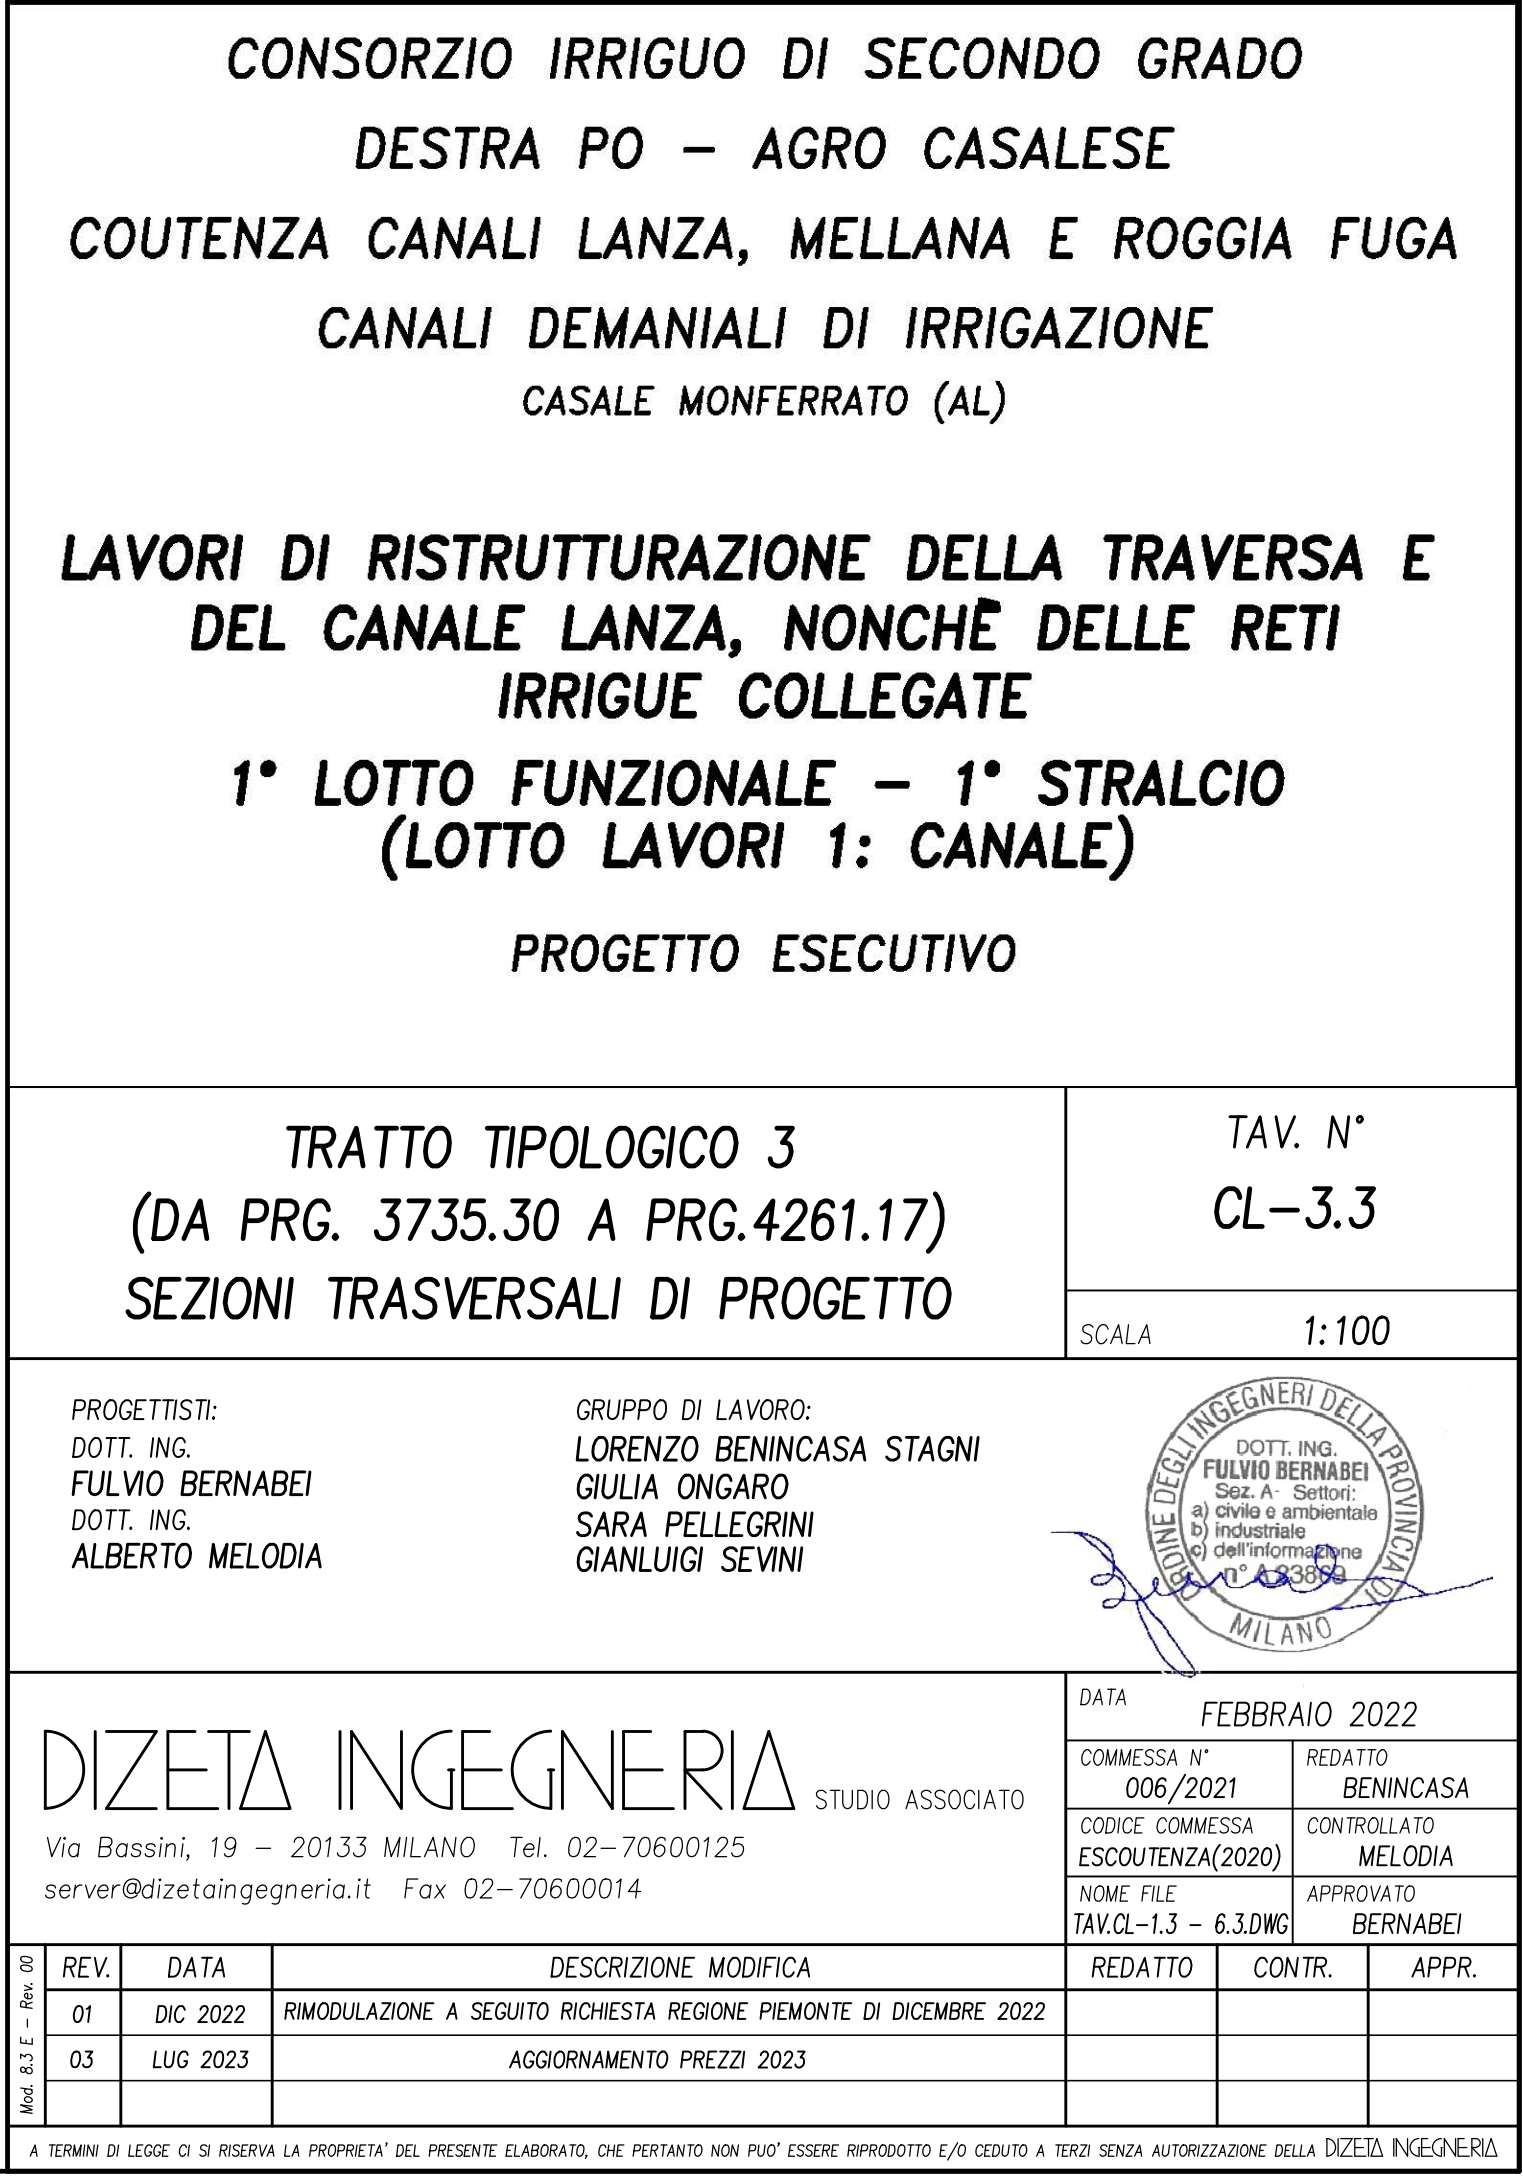 CONSORZIO IRRIGUO DI SECONDO GRADO
DESTRA PO – AGRO CASALESE
COUTENZA CANALI LANZA, MELLANA E ROGGIA FUGA
CANALI DEMANIALI DI IRRIGAZIONE
CASALE MONFERRATO (AL)
LAVORI DI RISTRUTTURAZIONE DELLA TRAVERSA E
DEL CANALE LANZA, NONCHÈ DELLE RETI
IRRIGUE COLLEGATE
1° LOTTO FUNZIONALE – 1° STRALCIO
(LOTTO LAVORI 1: CANALE)
PROGETTO ESECUTIVO
TRATTO TIPOLOGICO 3
(DA PRG. 3735.30 A PRG.4261.17)
SEZIONI TRASVERSALI DI PROGETTO
TAV. N°
CL–3.3
SCALA 1:100
PROGETTISTI:
DOTT. ING.
FULVIO BERNABEI
DOTT. ING.
ALBERTO MELODIA
GRUPPO DI LAVORO:
LORENZO BENINCASA STAGNI
GIULIA ONGARO
SARA PELLEGRINI
GIANLUIGI SEVINI
ORDINE DEGLI INGEGNERI DELLA PROVINCIA DI
MILANO
DOTT. ING.
FULVIO BERNABEI
Sez. A- Settori:
a) civile e ambientale
b) industriale
c) dell'informazione
n°
DIZETA INGEGNERIA STUDIO ASSOCIATO
Via Bassini, 19 – 20133 MILANO Tel. 02–70600125
server@dizetaingegneria.it Fax 02–70600014
DATA FEBBRAIO 2022
COMMESSA N°
006/2021
REDATTO
BENINCASA
CODICE COMMESSA
ESCOUTENZA(2020)
CONTROLLATO
MELODIA
NOME FILE
TAV.CL–1.3 – 6.3.DWG
APPROVATO
BERNABEI
Mod. 8.3 E – Rev. 00
REV. DATA DESCRIZIONE MODIFICA REDATTO CONTR. APPR.
01 DIC 2022 RIMODULAZIONE A SEGUITO RICHIESTA REGIONE PIEMONTE DI DICEMBRE 2022
03 LUG 2023 AGGIORNAMENTO PREZZI 2023
A TERMINI DI LEGGE CI SI RISERVA LA PROPRIETA' DEL PRESENTE ELABORATO, CHE PERTANTO NON PUO' ESSERE RIPRODOTTO E/O CEDUTO A TERZI SENZA AUTORIZZAZIONE DELLA DIZETA INGEGNERIA